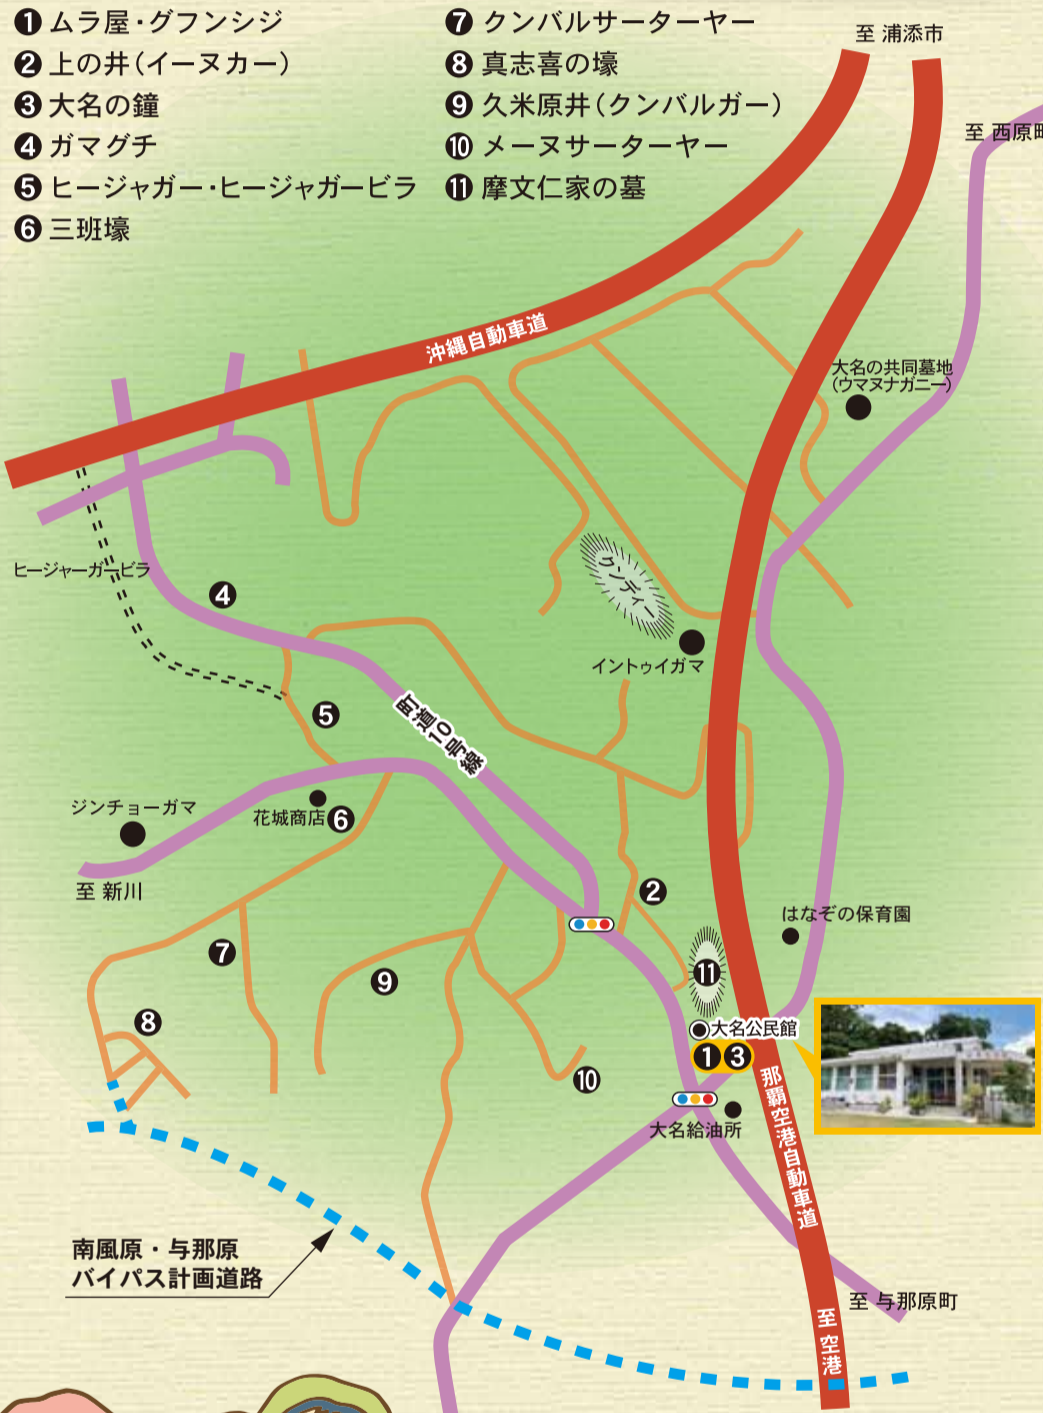 ❶ ムラ屋・グフンシジ
❷ 上の井（イーヌカー）
❸ 大名の鐘
❹ ガマグチ
❺ ヒージャガー・ヒージャガービラ
❻ 三班壕
❼ クンバルサーターヤー
❽ 真志喜の壕
❾ 久米原井（クンバルガー）
❿ メーヌサーターヤー
⓫ 摩文仁家の墓
至 浦添市
至 西原町
沖縄自動車道
大名の共同墓地
（ウマヌナガニー）
ヒージャーガービラ
❹
クンディー
イントゥイガマ
❺
町道10号線
ジンチョーガマ
花城商店
❻
至 新川
❷
はなぞの保育園
❼
❾
⓫
❽
大名公民館
❶
❸
❿
大名給油所
那覇空港自動車道
南風原・与那原
バイパス計画道路
至 与那原町
至 空港